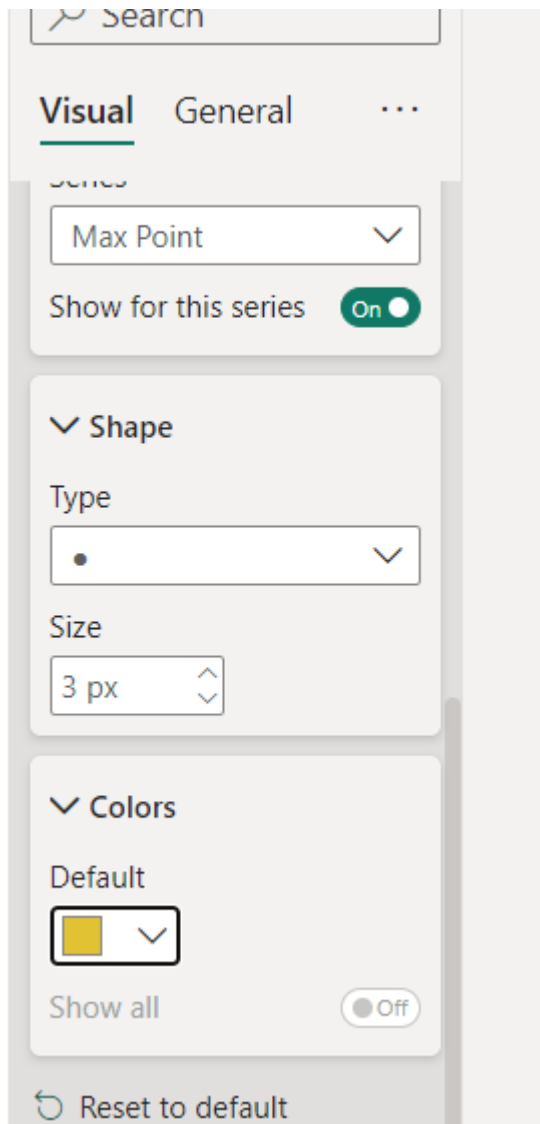 Search
Visual General ...
Series
Max Point
Show for this series On
Shape
Type
Size
3 px
Colors
Default
Show all Off
Reset to default